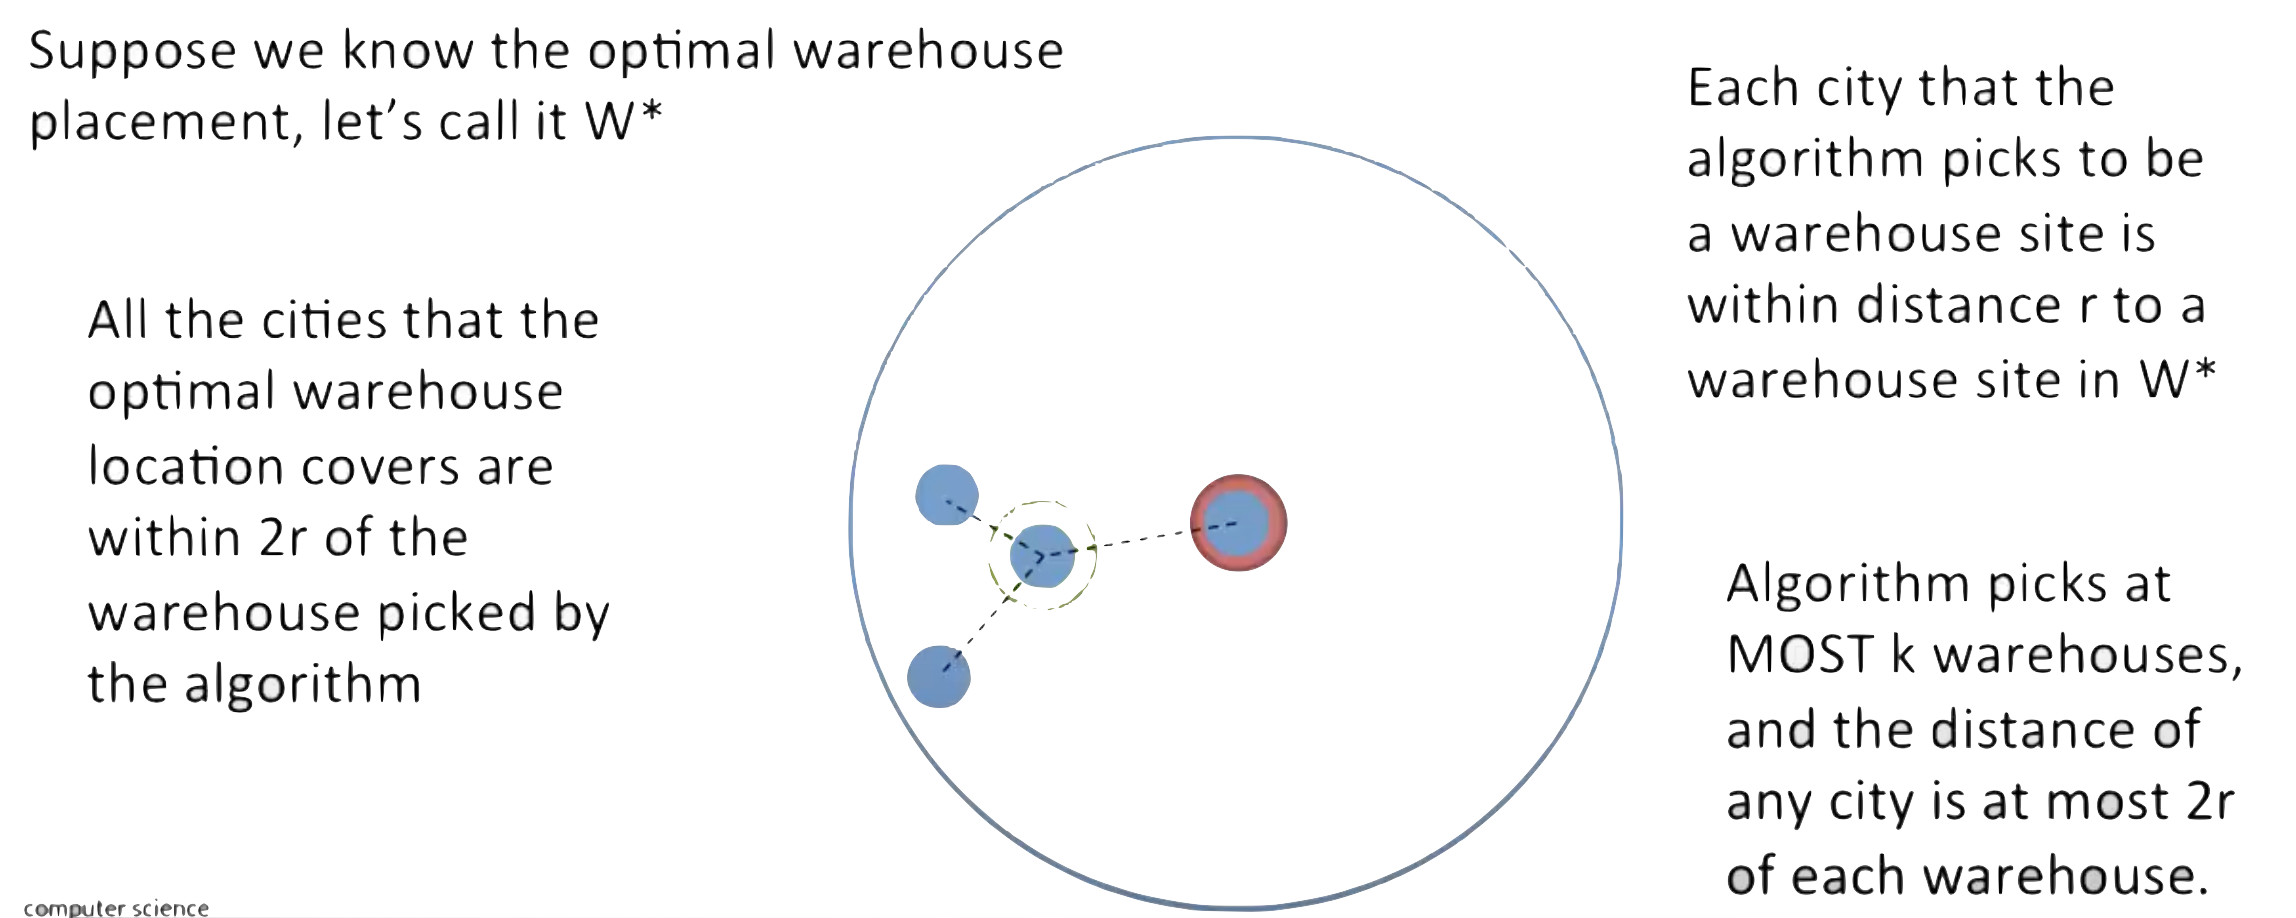 Suppose we know the optimal warehouse
placement, let’s call it W*
All the cities that the
optimal warehouse
location covers are
within 2r of the
warehouse picked by
the algorithm
Each city that the
algorithm picks to be
a warehouse site is
within distance r to a
warehouse site in W*
Algorithm picks at
MOST k warehouses,
and the distance of
any city is at most 2r
of each warehouse.
computer science